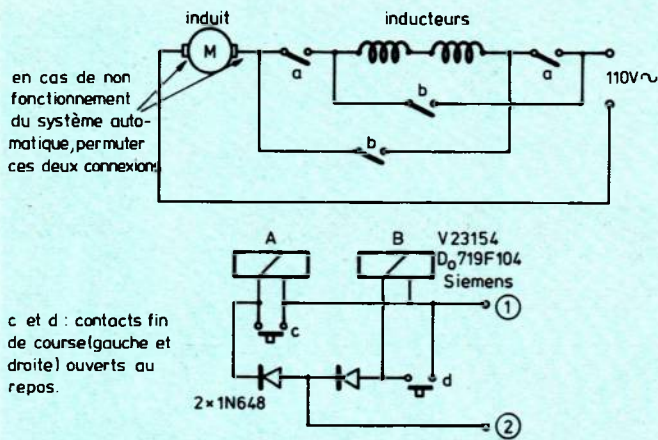 induit
inducteurs
M
a
a
b
b
110V~
en cas de non
fonctionnement
du système auto-
matique, permuter
ces deux connexions
A
B
V23154
D₀719F104
Siemens
1
c
d
c et d : contacts fin
de course(gauche et
droite) ouverts au
repos.
2×1N648
2